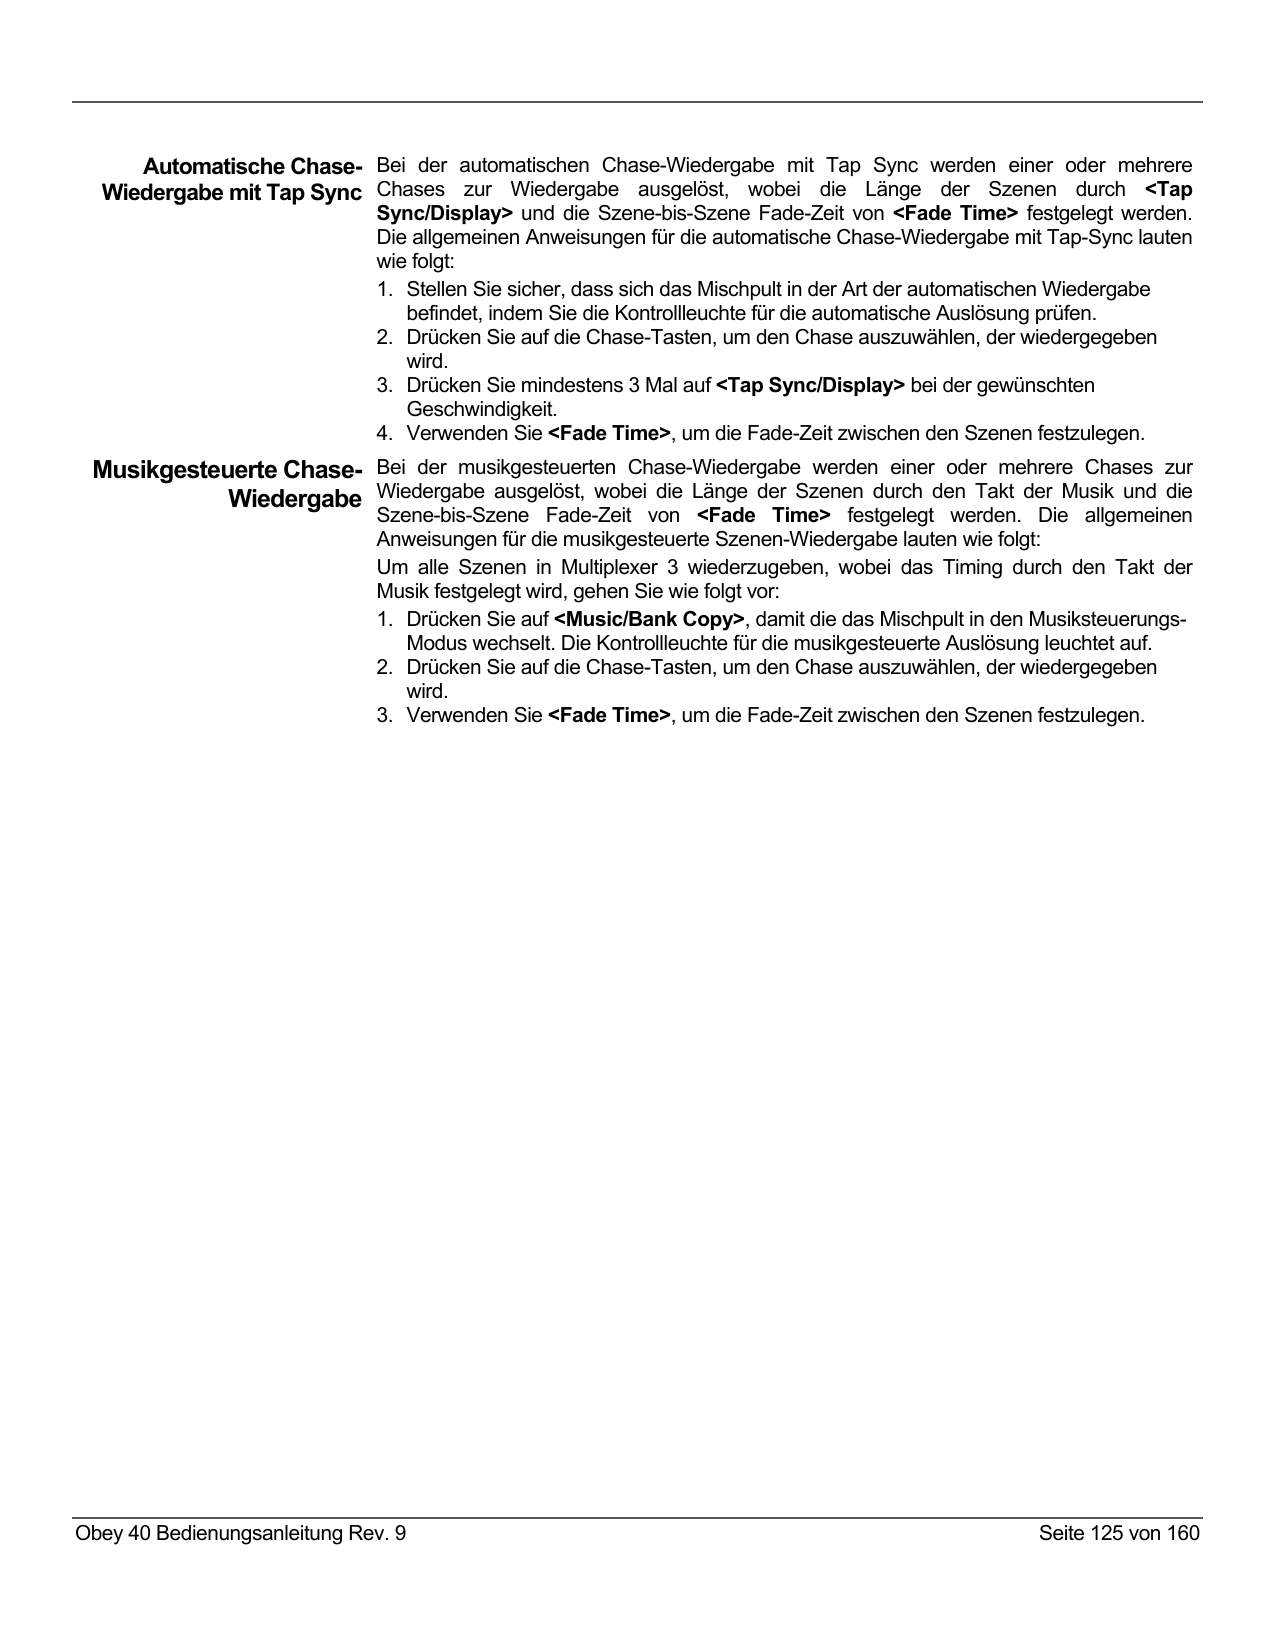 Automatische Chase-
Wiedergabe mit Tap Sync
Bei der automatischen Chase-Wiedergabe mit Tap Sync werden einer oder mehrere
Chases zur Wiedergabe ausgelöst, wobei die Länge der Szenen durch <Tap
Sync/Display> und die Szene-bis-Szene Fade-Zeit von <Fade Time> festgelegt werden.
Die allgemeinen Anweisungen für die automatische Chase-Wiedergabe mit Tap-Sync lauten
wie folgt:
1. Stellen Sie sicher, dass sich das Mischpult in der Art der automatischen Wiedergabe
befindet, indem Sie die Kontrollleuchte für die automatische Auslösung prüfen.
2. Drücken Sie auf die Chase-Tasten, um den Chase auszuwählen, der wiedergegeben
wird.
3. Drücken Sie mindestens 3 Mal auf <Tap Sync/Display> bei der gewünschten
Geschwindigkeit.
4. Verwenden Sie <Fade Time>, um die Fade-Zeit zwischen den Szenen festzulegen.
Musikgesteuerte Chase-
Wiedergabe
Bei der musikgesteuerten Chase-Wiedergabe werden einer oder mehrere Chases zur
Wiedergabe ausgelöst, wobei die Länge der Szenen durch den Takt der Musik und die
Szene-bis-Szene Fade-Zeit von <Fade Time> festgelegt werden. Die allgemeinen
Anweisungen für die musikgesteuerte Szenen-Wiedergabe lauten wie folgt:
Um alle Szenen in Multiplexer 3 wiederzugeben, wobei das Timing durch den Takt der
Musik festgelegt wird, gehen Sie wie folgt vor:
1. Drücken Sie auf <Music/Bank Copy>, damit die das Mischpult in den Musiksteuerungs-
Modus wechselt. Die Kontrollleuchte für die musikgesteuerte Auslösung leuchtet auf.
2. Drücken Sie auf die Chase-Tasten, um den Chase auszuwählen, der wiedergegeben
wird.
3. Verwenden Sie <Fade Time>, um die Fade-Zeit zwischen den Szenen festzulegen.
Obey 40 Bedienungsanleitung Rev. 9
Seite 125 von 160